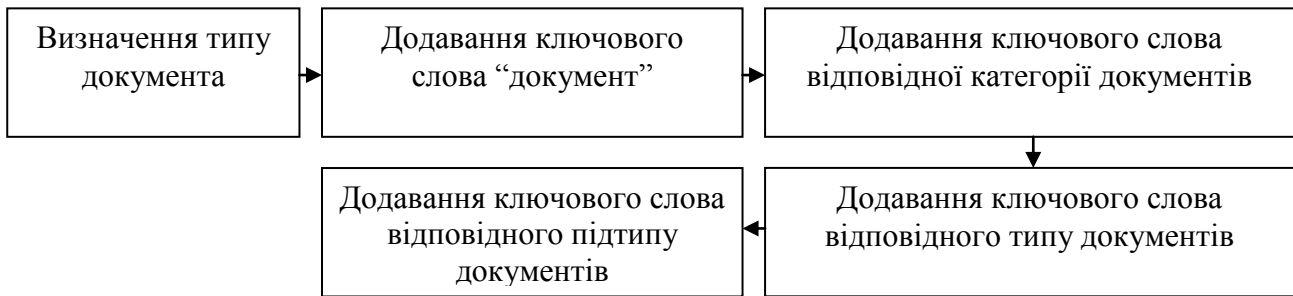 Визначення типу
документа
Додавання ключового
слова “документ”
Додавання ключового слова
відповідної категорії документів
Додавання ключового слова
відповідного типу документів
Додавання ключового слова
відповідного підтипу
документів